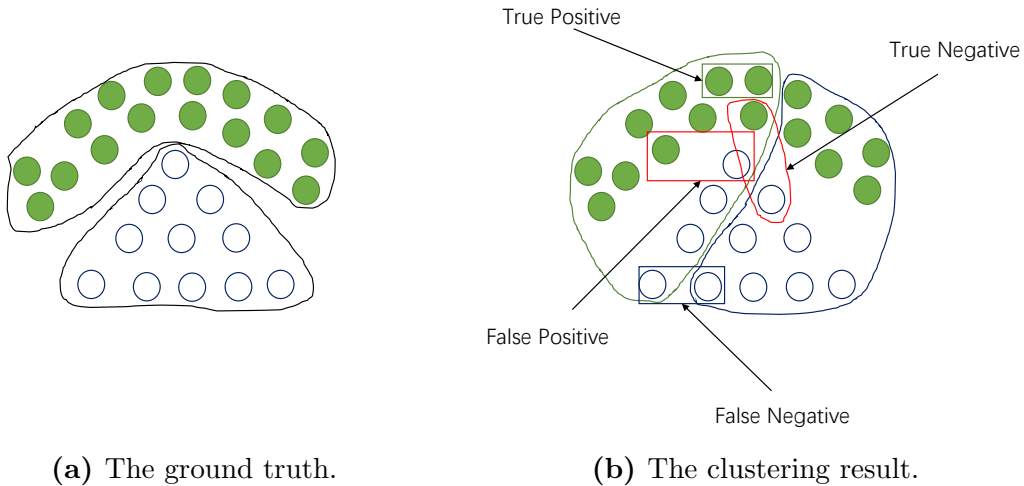 True Positive
True Negative
False Positive
False Negative
(a) The ground truth.
(b) The clustering result.